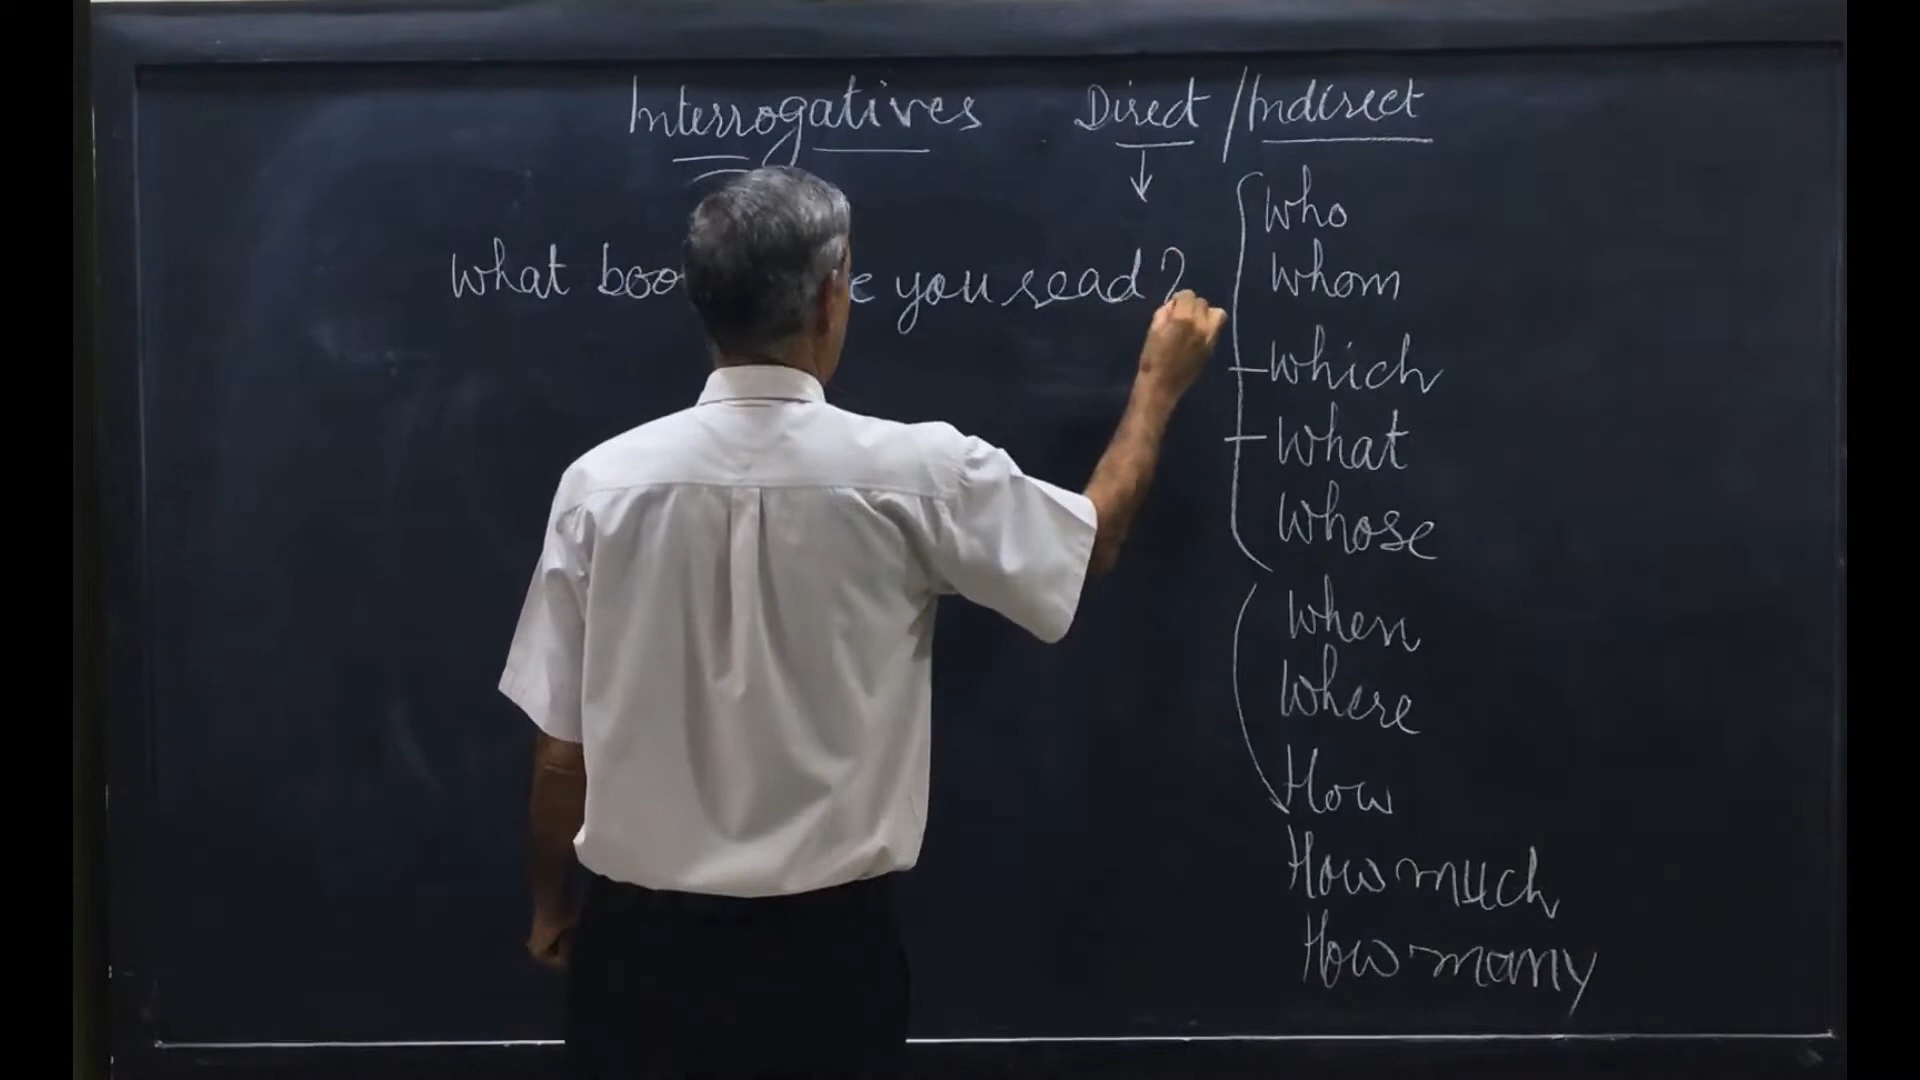 Interrogatives Direct / Indirect
What boo e you read?
Who
Whom
Which
What
Whose
When
Where
How
How much
How many